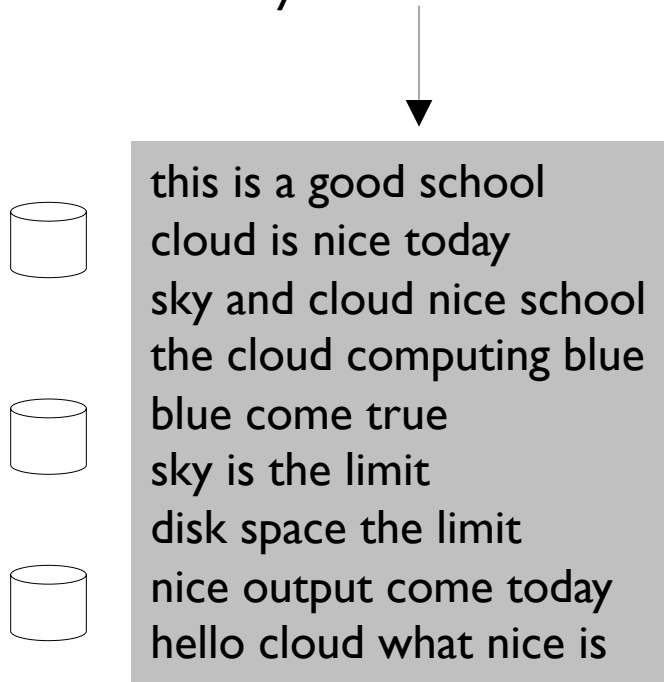 this is a good school
cloud is nice today
sky and cloud nice school
the cloud computing blue
blue come true
sky is the limit
disk space the limit
nice output come today
hello cloud what nice is